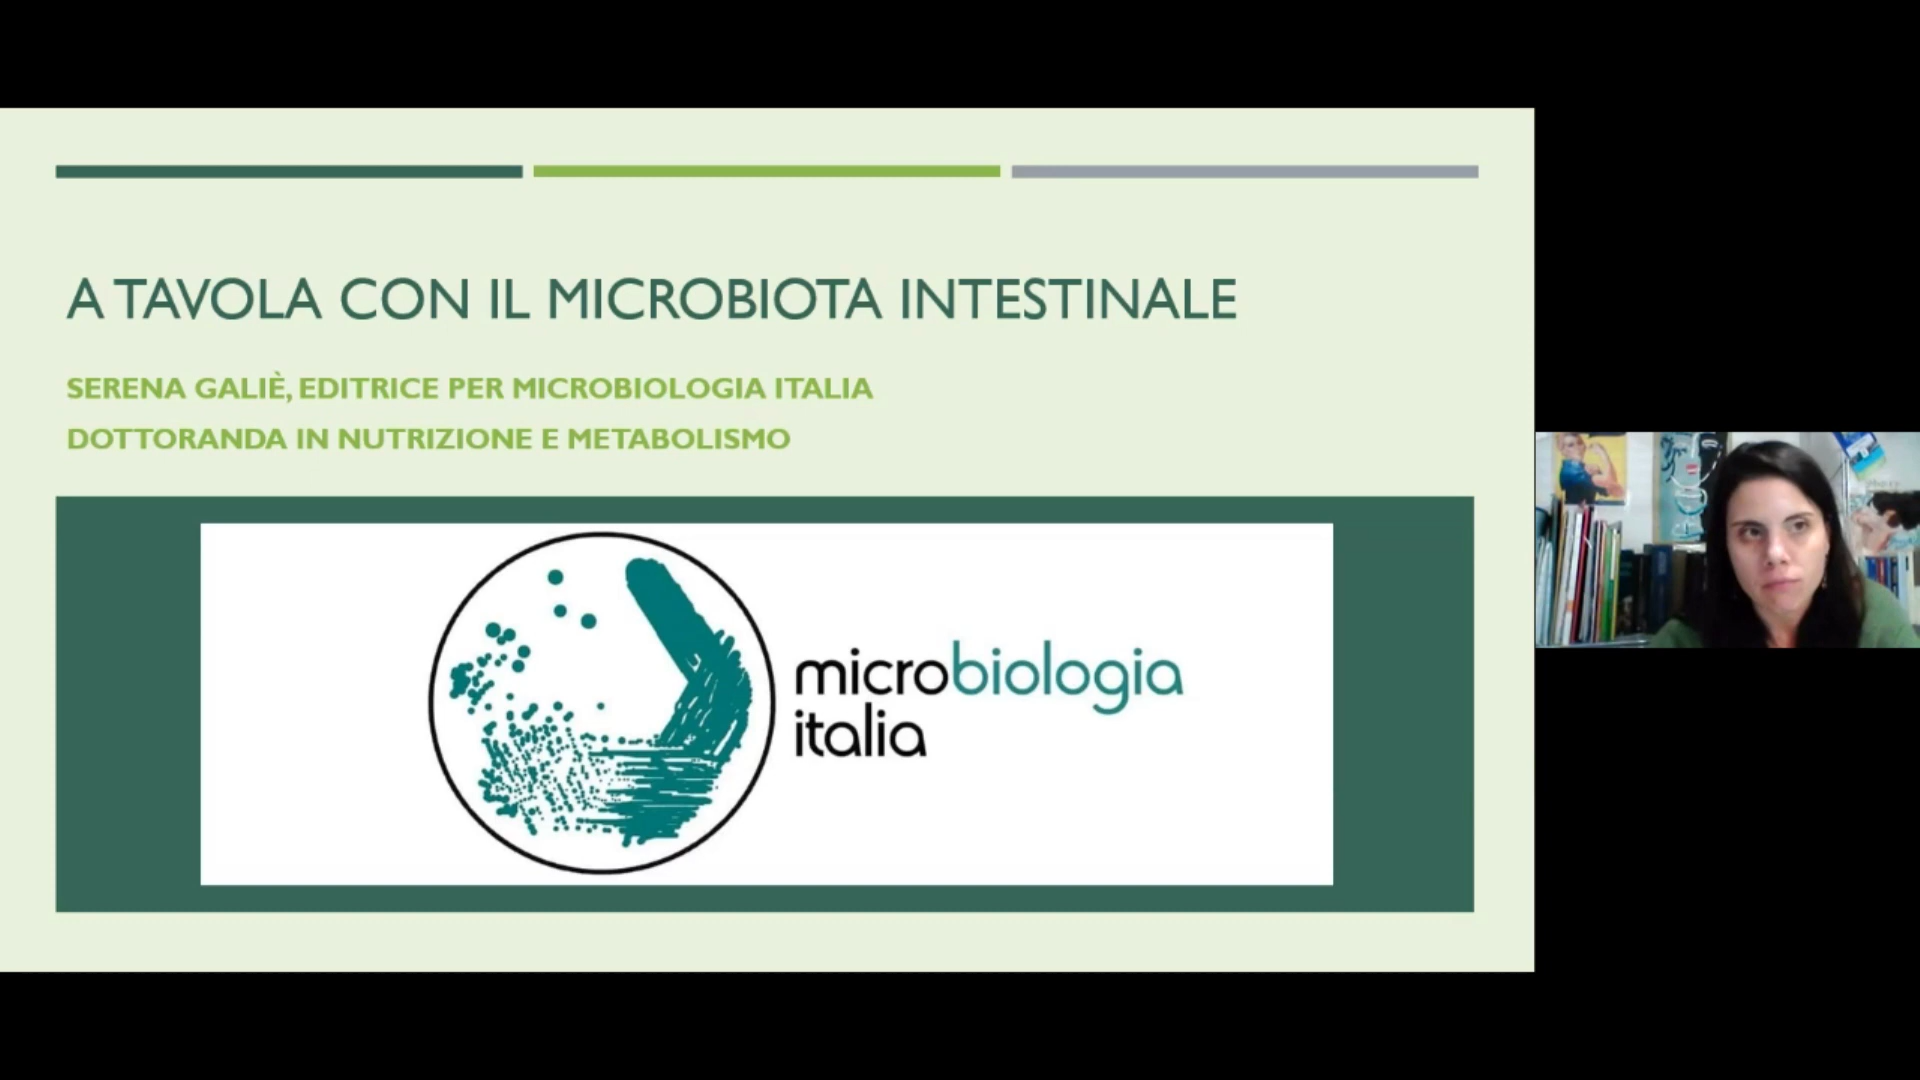 A TAVOLA CON IL MICROBIOTA INTESTINALE
SERENA GALIÈ, EDITRICE PER MICROBIOLOGIA ITALIA
DOTTORANDA IN NUTRIZIONE E METABOLISMO
microbiologia
italia